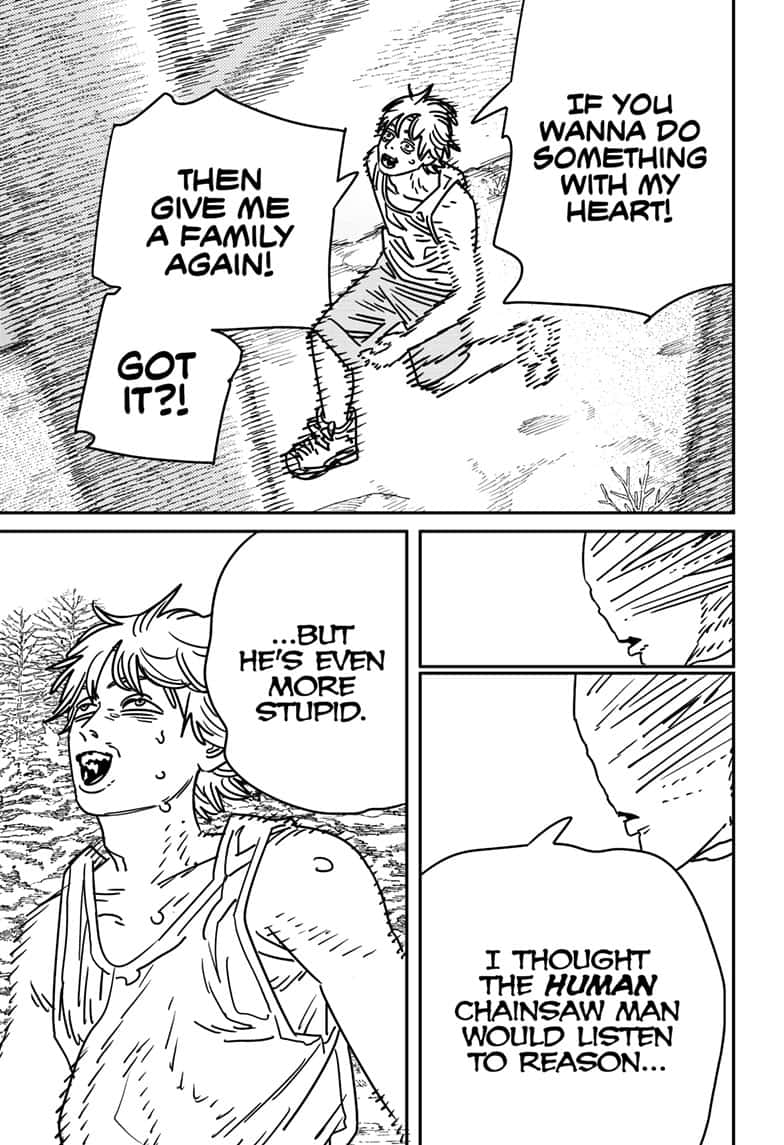 IF YOU
WANNA DO
SOMETHING
WITH MY
HEART!
THEN
GIVE ME
A FAMILY
AGAIN!
GOT
IT?!
I THOUGHT
THE HUMAN
CHAINSAW MAN
WOULD LISTEN
TO REASON...
...BUT
HE'S EVEN
MORE
STUPID.